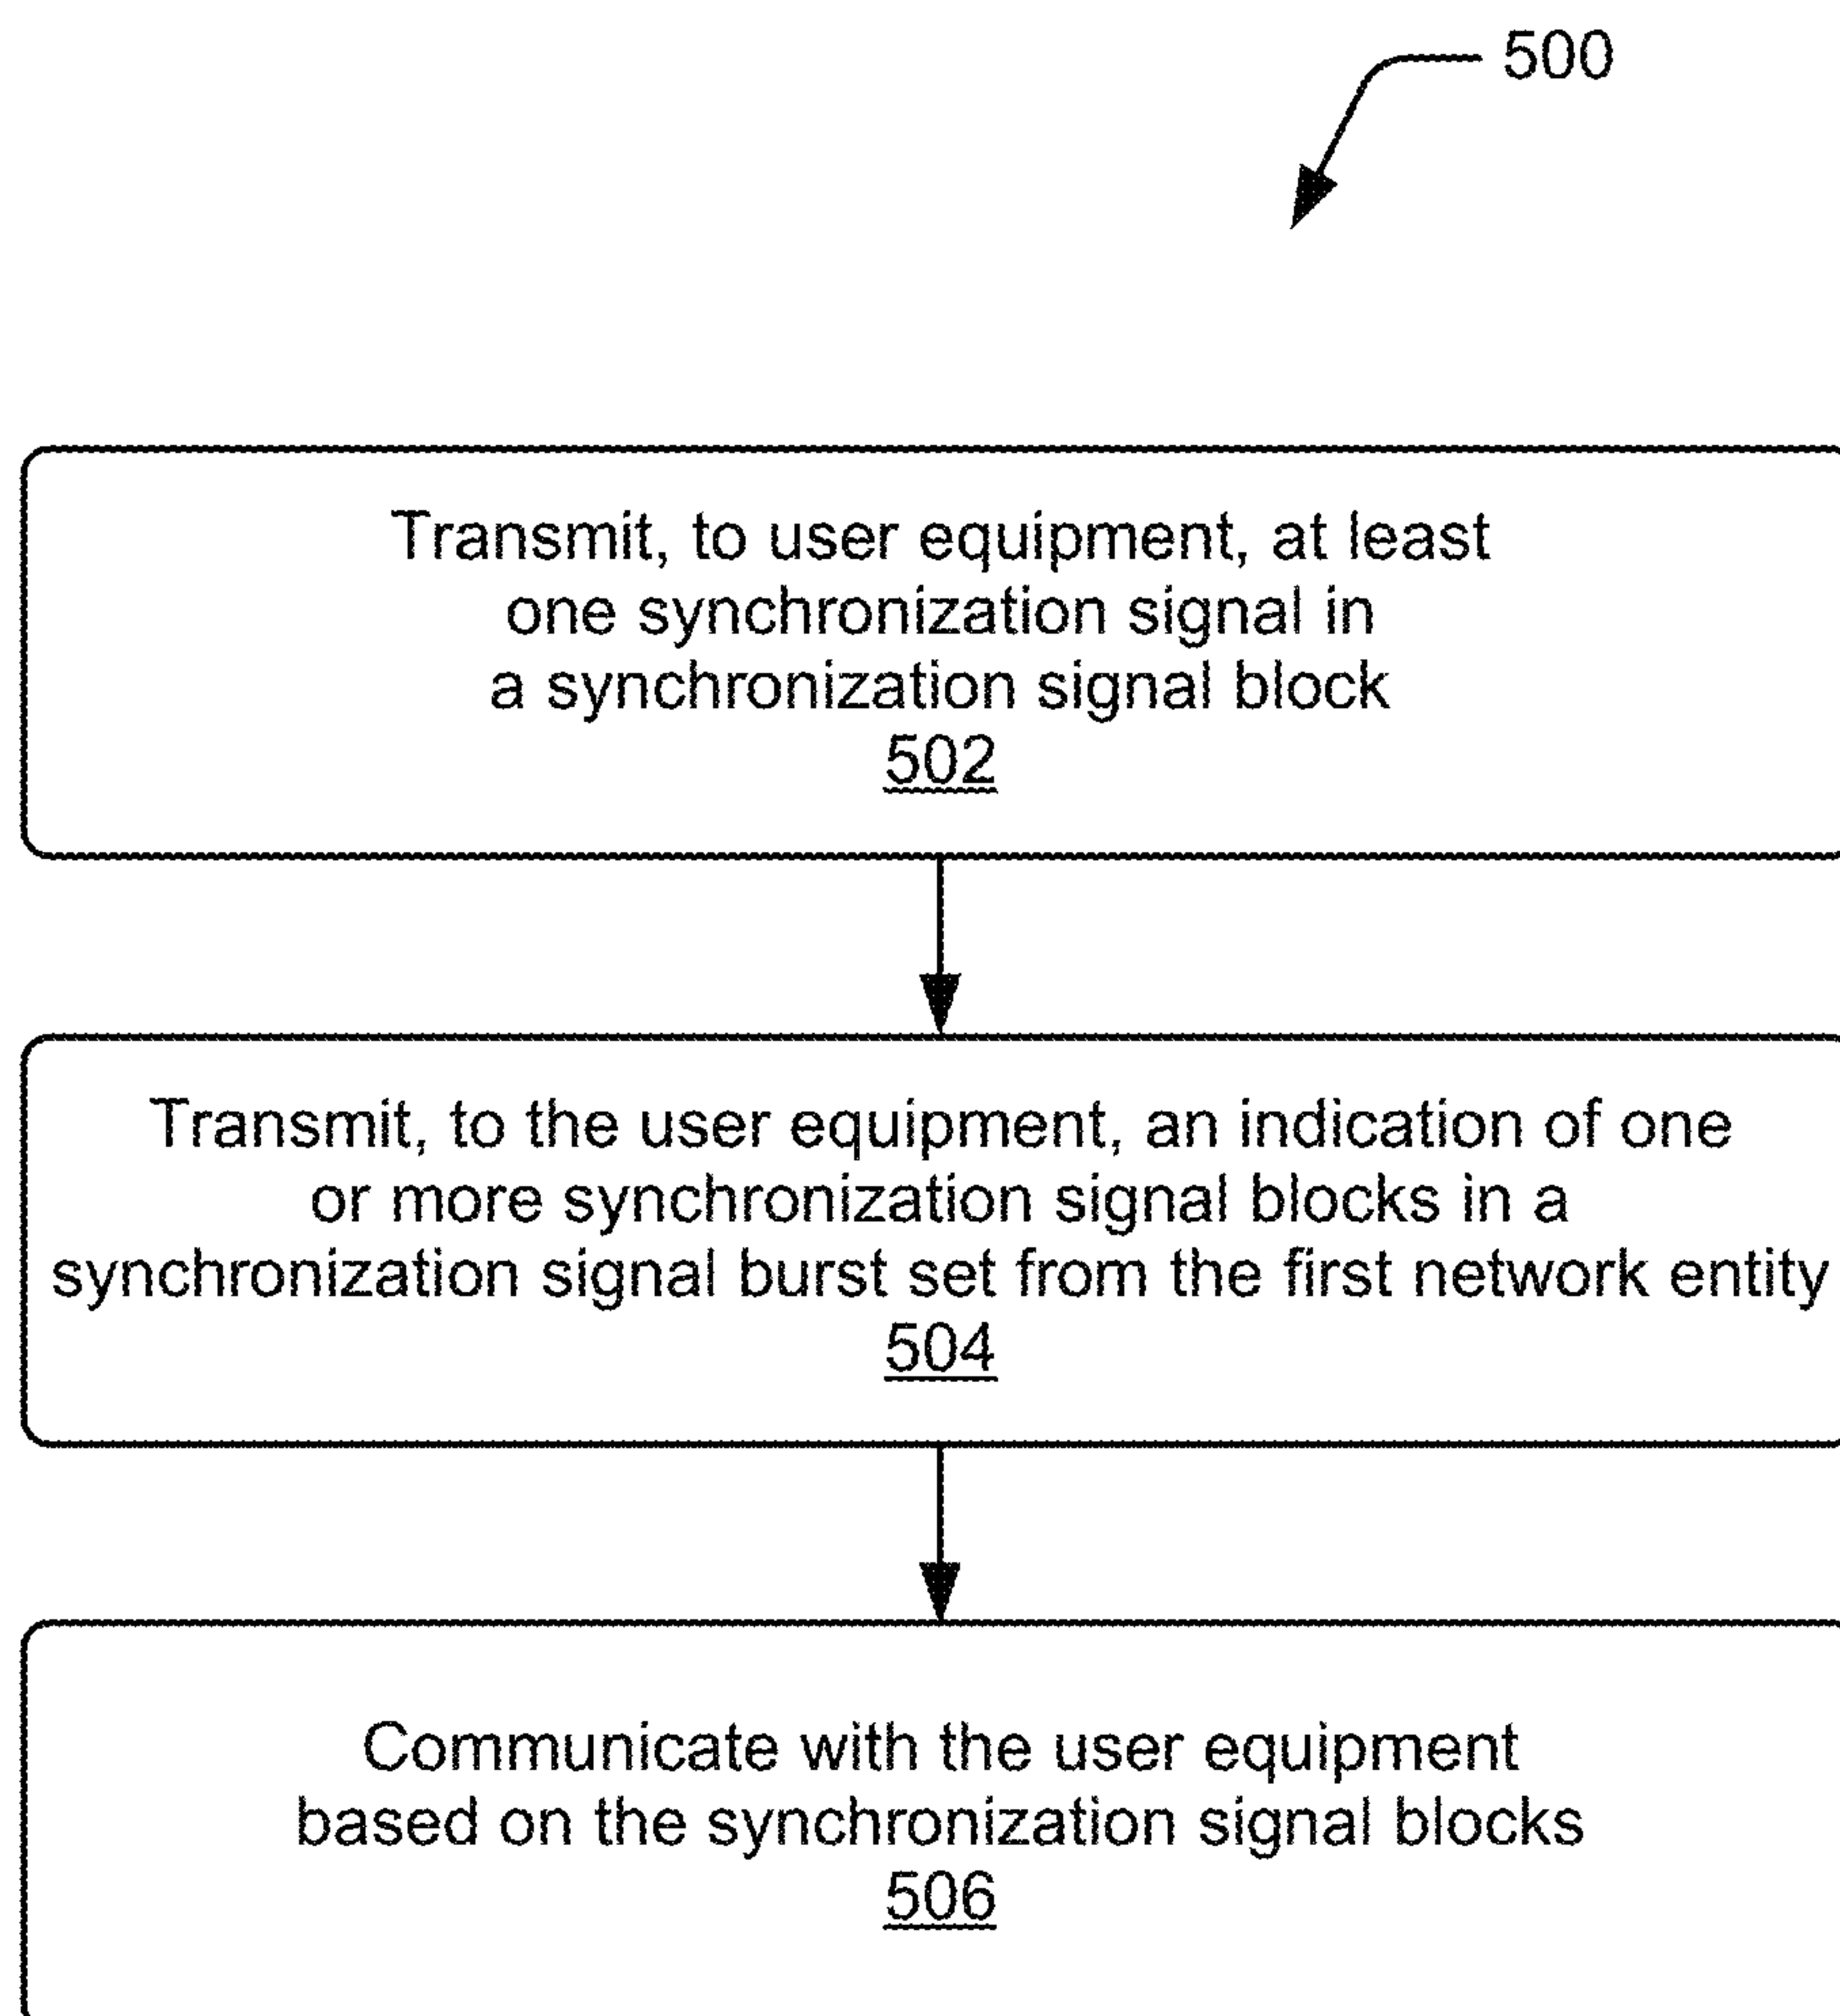 500
Transmit, to user equipment, at least
one synchronization signal in
a synchronization signal block
502
Transmit, to the user equipment, an indication of one
or more synchronization signal blocks in a
synchronization signal burst set from the first network entity
504
Communicate with the user equipment
based on the synchronization signal blocks
506